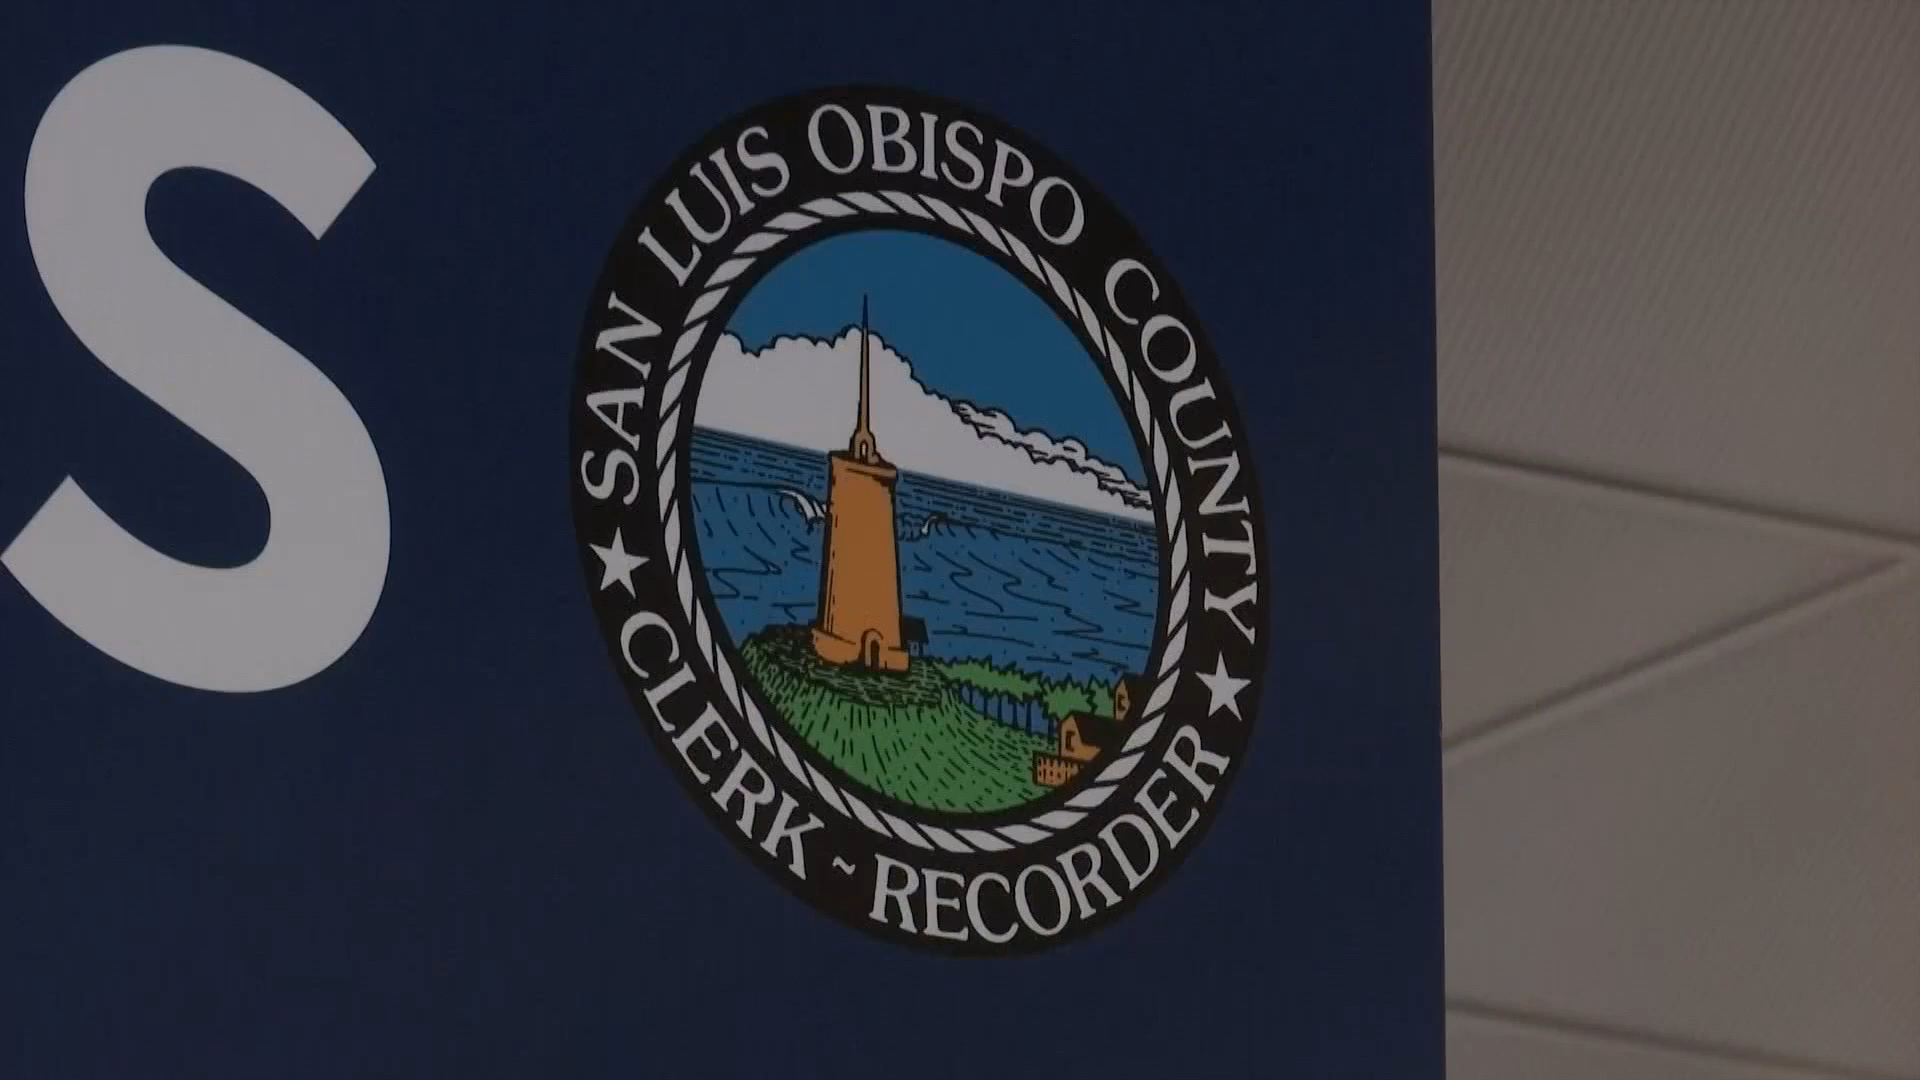 S
SAN LUIS OBISPO COUNTY
★ CLERK ~ RECORDER ★